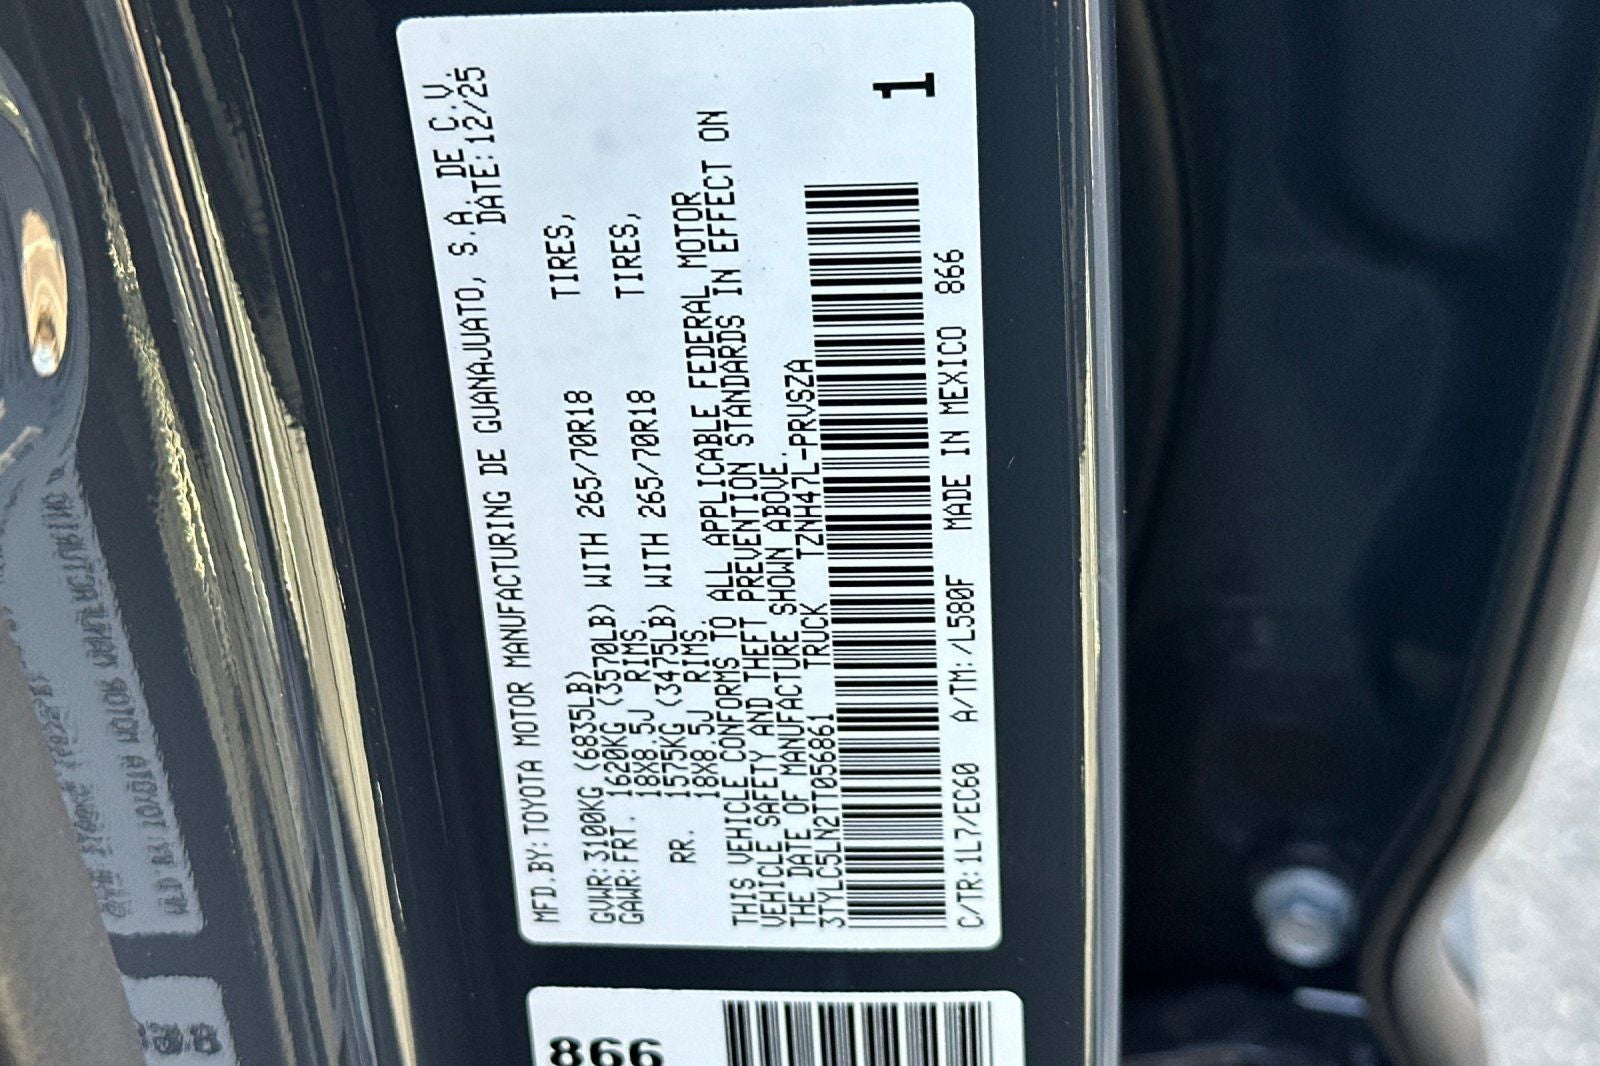 MFD.BY:TOYOTA MOTOR MANUFACTURING DE GUANAJUATO, S.A. DE C.V.
DATE:12/25
GVWR:3100KG (6835LB)
GAWR:FRT. 1620KG (3570LB) WITH 265/70R18 TIRES,
18X8.5J RIMS.
RR. 1575KG (3475LB) WITH 265/70R18 TIRES,
18X8.5J RIMS.
THIS VEHICLE CONFORMS TO ALL APPLICABLE FEDERAL MOTOR
VEHICLE SAFETY AND THEFT PREVENTION STANDARDS IN EFFECT ON
THE DATE OF MANUFACTURE SHOWN ABOVE.
3TYLC5LN2TT056861 TRUCK TZNH47L-PRVSZA
C/TR:1L7/EC60 A/TM:/L580F MADE IN MEXICO 866
1
866